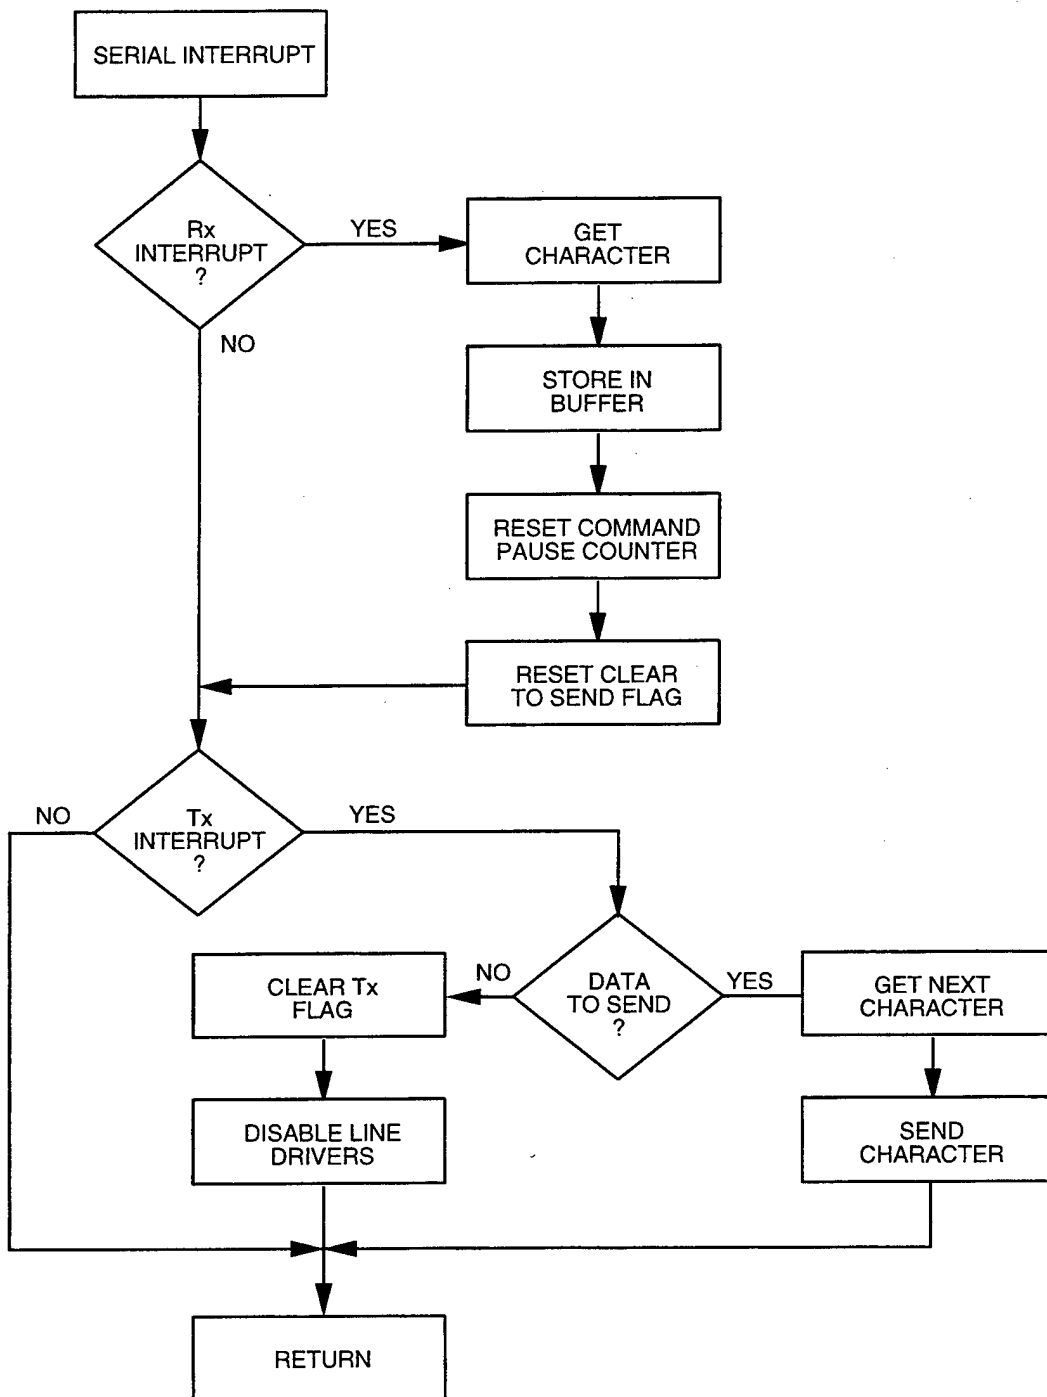 SERIAL INTERRUPT
Rx
INTERRUPT
?
YES
GET
CHARACTER
NO
STORE IN
BUFFER
RESET COMMAND
PAUSE COUNTER
RESET CLEAR
TO SEND FLAG
NO
Tx
INTERRUPT
?
YES
CLEAR Tx
FLAG
NO
DATA
TO SEND
?
YES
GET NEXT
CHARACTER
DISABLE LINE
DRIVERS
SEND
CHARACTER
RETURN